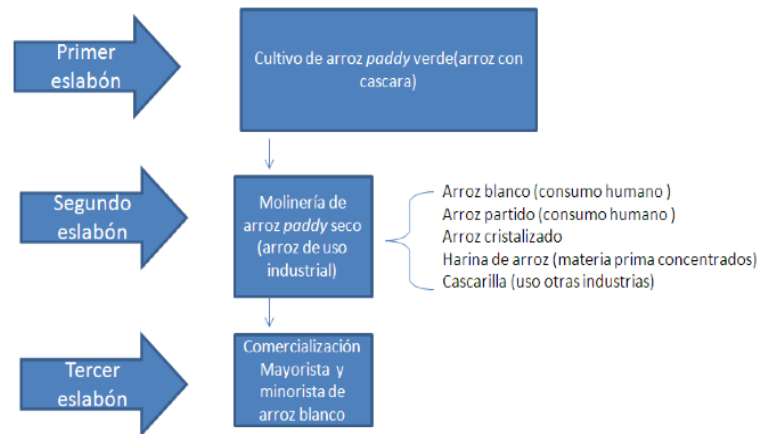 Primer
eslabón
Cultivo de arroz paddy verde(arroz con
cascara)
Segundo
eslabón
Molinería de
arroz paddy seco
(arroz de uso
industrial)
Arroz blanco (consumo humano )
Arroz partido (consumo humano )
Arroz cristalizado
Harina de arroz (materia prima concentrados)
Cascarilla (uso otras industrias)
Tercer
eslabón
Comercialización
Mayorista y
minorista de
arroz blanco